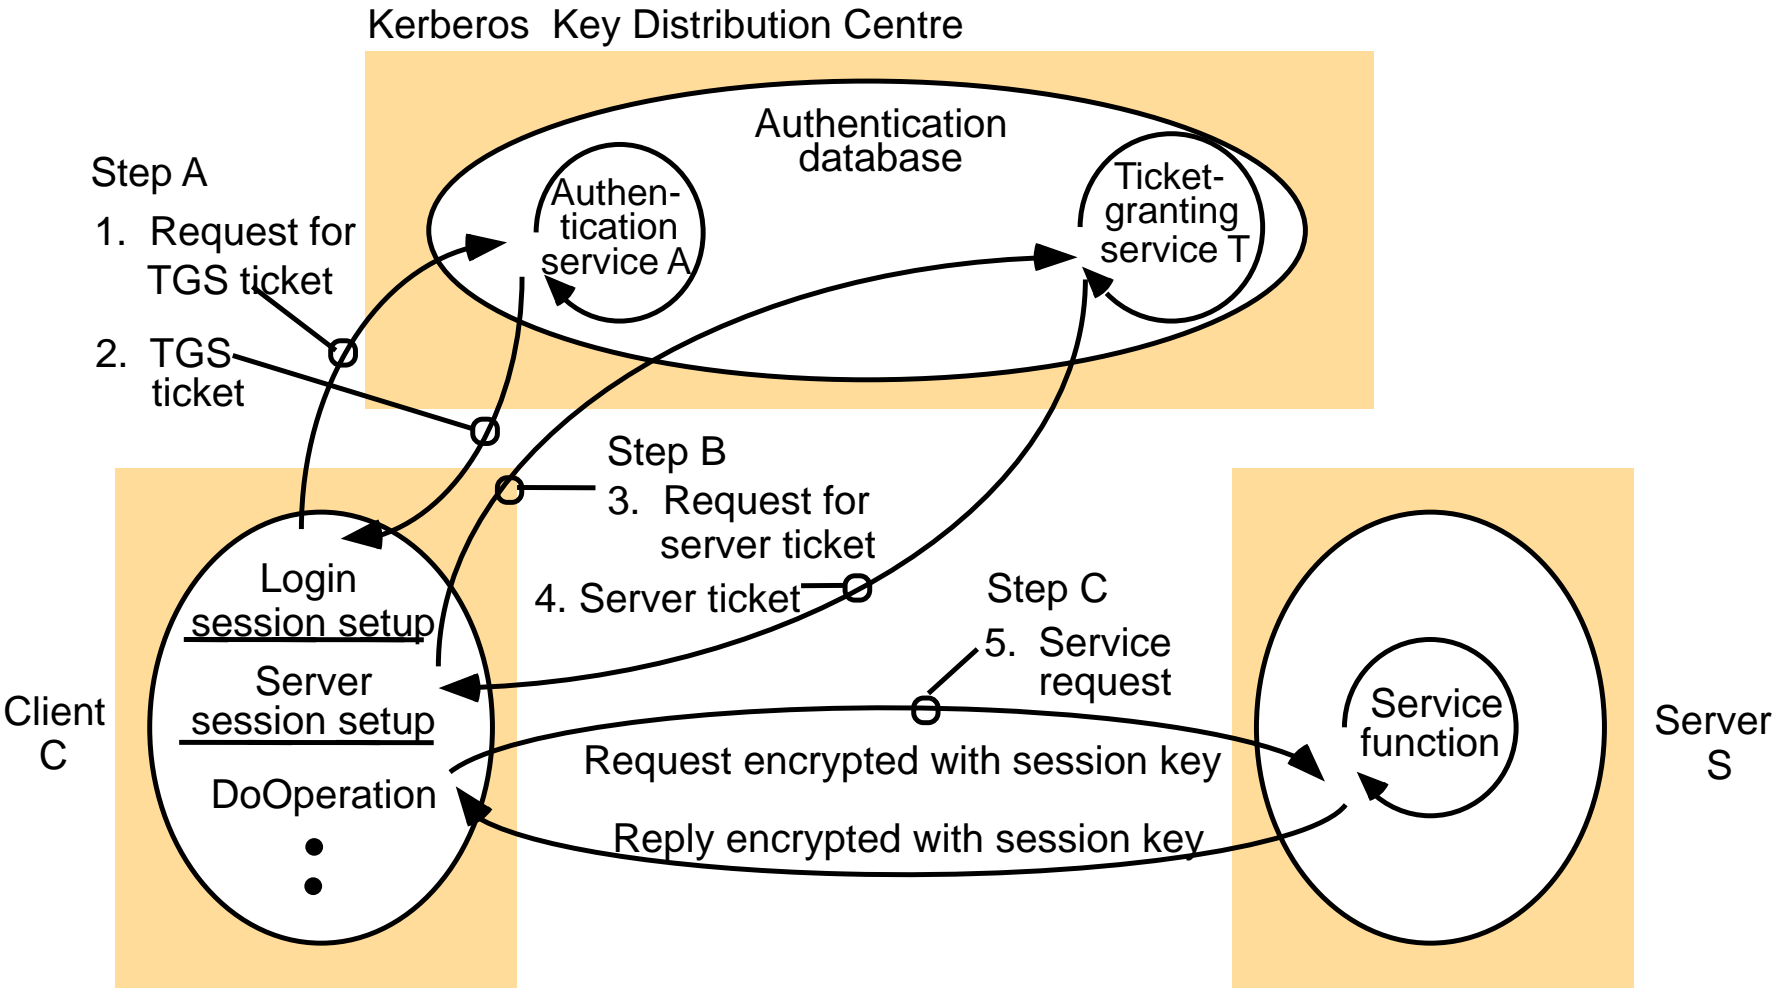 Kerberos Key Distribution Centre
Authentication
database
Step A
1. Request for
TGS ticket
2. TGS
ticket
Authen-
tication
service A
Ticket-
granting
service T
Step B
3. Request for
server ticket
4. Server ticket
Step C
5. Service
request
Login
session setup
Server
session setup
DoOperation
Client
C
Request encrypted with session key
Reply encrypted with session key
Service
function
Server
S